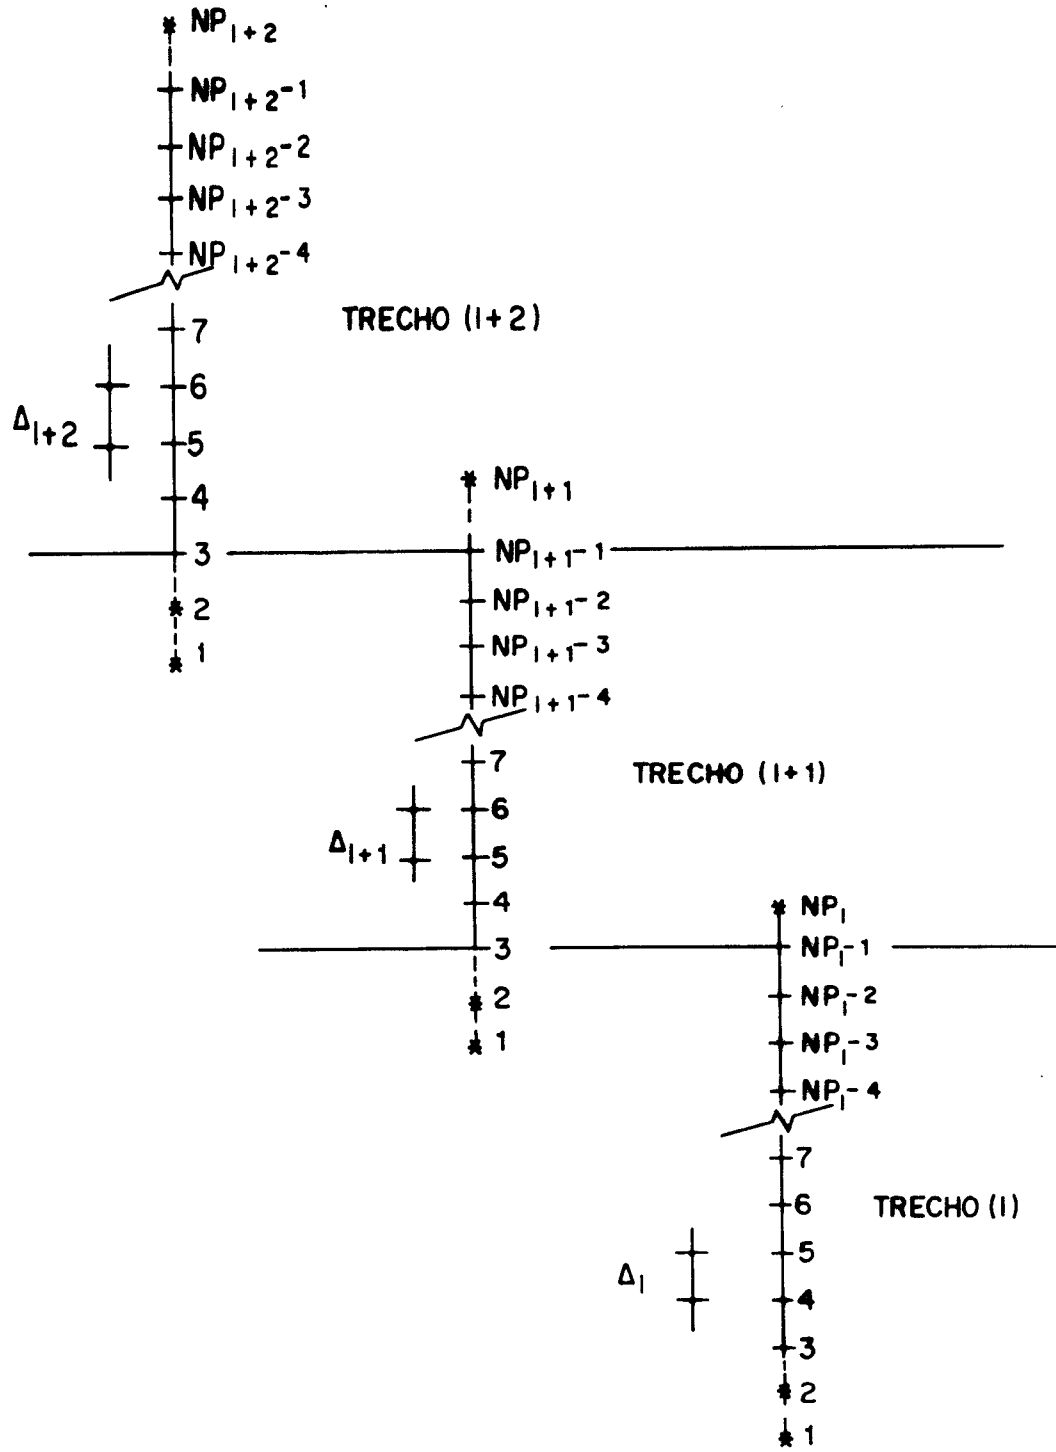 NP I+2
NP I+2 -1
NP I+2 -2
NP I+2 -3
NP I+2 -4
TRECHO (I+2)
7
6
Δ I+2
5
4
3
2
1
NP I+1
NP I+1 - 1
NP I+1 - 2
NP I+1 - 3
NP I+1 - 4
TRECHO (I+1)
7
6
Δ I+1
5
4
3
2
1
NP I
NP I -1
NP I -2
NP I -3
NP I -4
7
6
TRECHO (I)
5
Δ I
4
3
2
1